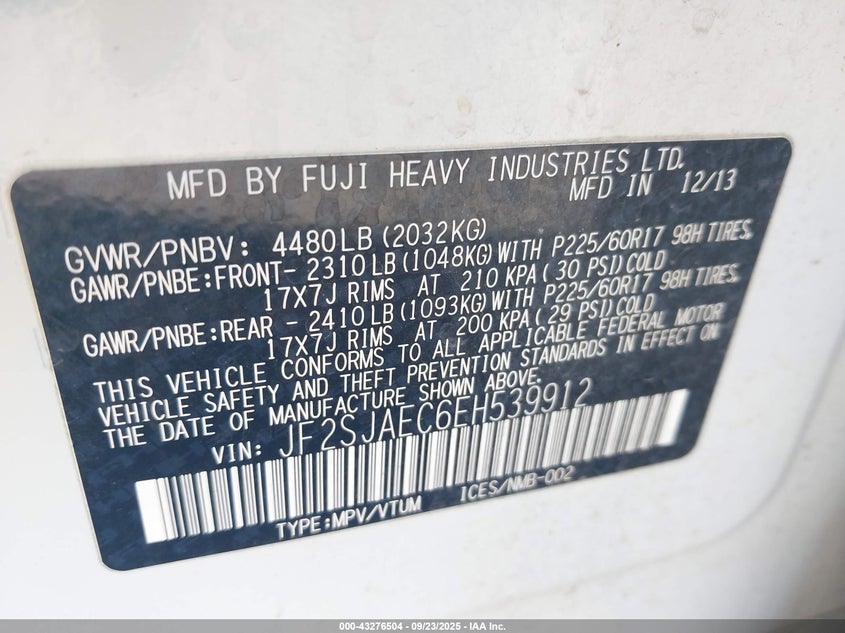 MFD BY FUJI HEAVY INDUSTRIES LTD.
MFD IN 12/13
GVWR/PNBV: 4480LB(2032KG)
GAWR/PNBE:FRONT- 2310LB(1048KG)WITH P225/60R17 98H TIRES,
17X7J RIMS AT 210 KPA(30 PSI)COLD
GAWR/PNBE:REAR - 2410LB(1093KG)WITH P225/60R17 98H TIRES,
17X7J RIMS AT 200 KPA(29 PSI)COLD
THIS VEHICLE CONFORMS TO ALL APPLICABLE FEDERAL MOTOR
VEHICLE SAFETY AND THEFT PREVENTION STANDARDS IN EFFECT ON
THE DATE OF MANUFACTURE SHOWN ABOVE.
VIN: JF2SJAEC6EH539912
TYPE:MPV/VTUM ICES/NMB-002
000-43276504 - 09/23/2025 - IAA Inc.